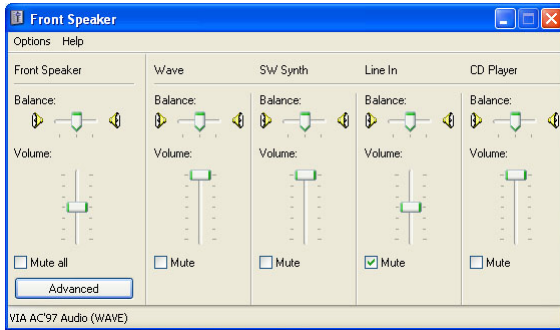 Front Speaker
Options Help
Front Speaker Wave SW Synth Line In CD Player
Balance: Balance: Balance: Balance: Balance:
Volume: Volume: Volume: Volume: Volume:
Mute all Mute Mute Mute Mute
Advanced
VIA AC'97 Audio (WAVE)